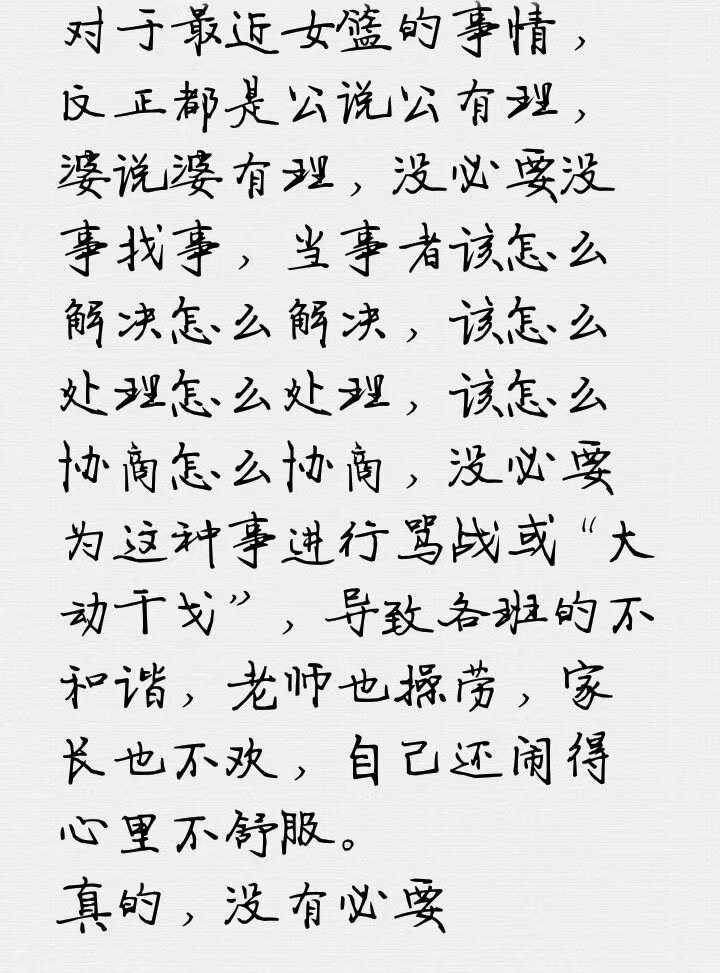 对于最近女篮的事情，
反正都是公说公有理，
婆说婆有理，没必要没
事找事，当事者该怎么
解决怎么解决，该怎么
处理怎么处理，该怎么
协商怎么协商，没必要
为这种事进行骂战或“大
动干戈”，导致各班的不
和谐，老师也操劳，家
长也不欢，自己还闹得
心里不舒服。
真的，没有必要